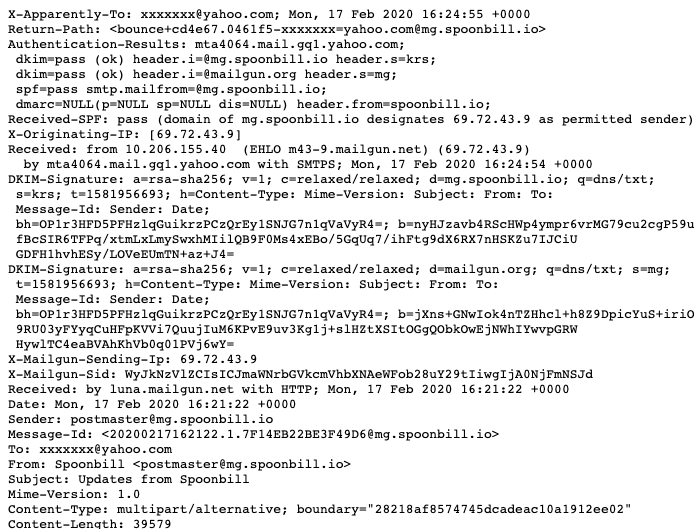 X-Apparently-To: xxxxxxx@yahoo.com; Mon, 17 Feb 2020 16:24:55 +0000
Return-Path: <bounce+cd4e67.0461f5-xxxxxxx=yahoo.com@mg.spoonbill.io>
Authentication-Results: mta4064.mail.gq1.yahoo.com;
dkim=pass (ok) header.i=@mg.spoonbill.io header.s=krs;
dkim=pass (ok) header.i=@mailgun.org header.s=mg;
spf=pass smtp.mailfrom=@mg.spoonbill.io;
dmarc=NULL(p=NULL sp=NULL dis=NULL) header.from=spoonbill.io;
Received-SPF: pass (domain of mg.spoonbill.io designates 69.72.43.9 as permitted sender)
X-Originating-IP: [69.72.43.9]
Received: from 10.206.155.40 (EHLO m43-9.mailgun.net) (69.72.43.9)
by mta4064.mail.gq1.yahoo.com with SMTPS; Mon, 17 Feb 2020 16:24:54 +0000
DKIM-Signature: a=rsa-sha256; v=1; c=relaxed/relaxed; d=mg.spoonbill.io; q=dns/txt;
s=krs; t=1581956693; h=Content-Type: Mime-Version: Subject: From: To:
Message-Id: Sender: Date;
bh=OP1r3HFD5PFHzlqGuikrzPCzQrEy1SNJG7n1qVaVyR4=; b=nyHJzavb4RScHWp4ympr6vrMG79cu2cgP59u
fBcSIR6TFPq/xtmLxLmySwxhMIilQB9F0Ms4xEBo/5GqUq7/ihFtg9dX6RX7nHSKZu7IJCiU
GDFH1hvhESy/LOVeEUmTN+az+J4=
DKIM-Signature: a=rsa-sha256; v=1; c=relaxed/relaxed; d=mailgun.org; q=dns/txt; s=mg;
t=1581956693; h=Content-Type: Mime-Version: Subject: From: To:
Message-Id: Sender: Date;
bh=OP1r3HFD5PFHzlqGuikrzPCzQrEy1SNJG7n1qVaVyR4=; b=jXns+GNwIok4nTZHhcl+h8Z9DpicYuS+iriO
9RU03yFYyqCuHFpKVVi7QuujIuM6KPvE9uv3Kg1j+slHZtXSItOGgQObkOwEjNWhIYwvpGRW
HywlTC4eaBVAhKhVb0q01PVj6wY=
X-Mailgun-Sending-Ip: 69.72.43.9
X-Mailgun-Sid: WyJkNzVlZCIsICJmaWNrbGVkcmVhbXNAeWFob28uY29tIiwgIjA0NjFmNSJd
Received: by luna.mailgun.net with HTTP; Mon, 17 Feb 2020 16:21:22 +0000
Date: Mon, 17 Feb 2020 16:21:22 +0000
Sender: postmaster@mg.spoonbill.io
Message-Id: <20200217162122.1.7F14EB22BE3F49D6@mg.spoonbill.io>
To: xxxxxxx@yahoo.com
From: Spoonbill <postmaster@mg.spoonbill.io>
Subject: Updates from Spoonbill
Mime-Version: 1.0
Content-Type: multipart/alternative; boundary="28218af8574745dcadeac10a1912ee02"
Content-Length: 39579